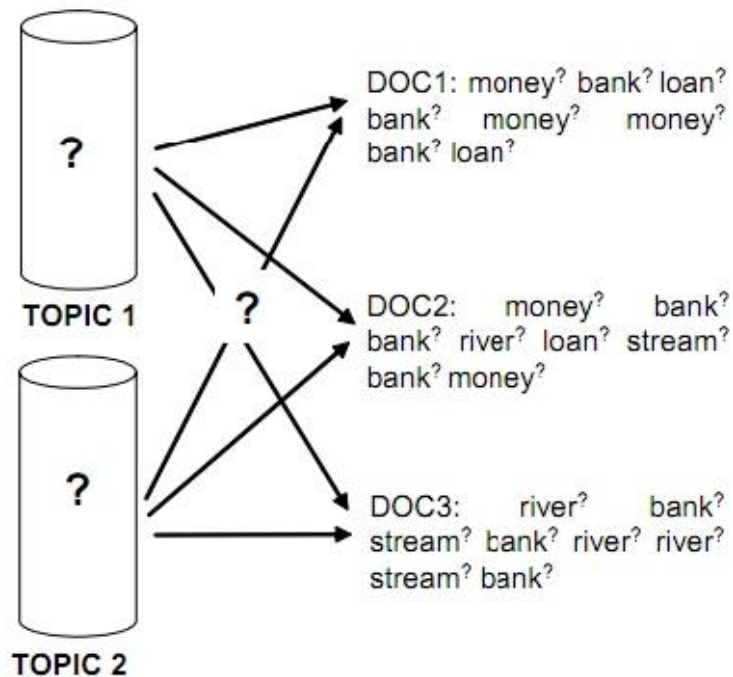 ?
TOPIC 1
?
TOPIC 2
?
DOC1: money? bank? loan?
bank? money? money?
bank? loan?
DOC2: money? bank?
bank? river? loan? stream?
bank? money?
DOC3: river? bank?
stream? bank? river? river?
stream? bank?